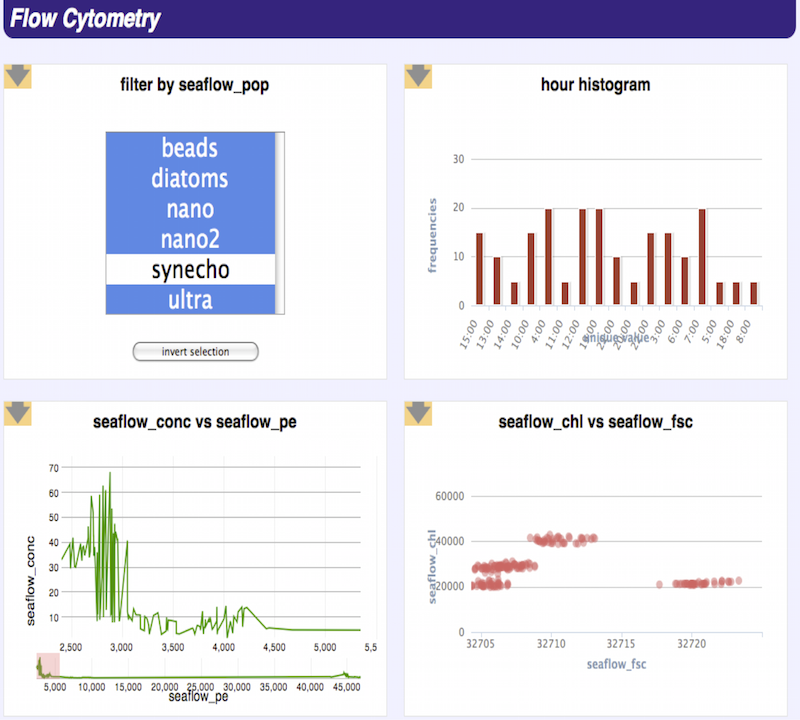 Flow Cytometry
filter by seaflow_pop
beads
diatoms
nano
nano2
synecho
ultra
invert selection
hour histogram
frequencies
30
20
10
0
15:00 13:00 14:00 10:00 4:00 11:00 12:00 16:00 22:00 20:00 3:00 6:00 7:00 5:00 18:00 8:00
unique value
seaflow_conc vs seaflow_pe
seaflow_conc
70
60
50
40
30
20
10
2,500 3,000 3,500 4,000 4,500 5,000 5,5
5,000 10,000 15,000 20,000 25,000 30,000 35,000 40,000 45,000
seaflow_pe
seaflow_chl vs seaflow_fsc
seaflow_chl
60000
40000
20000
0
32705 32710 32715 32720
seaflow_fsc